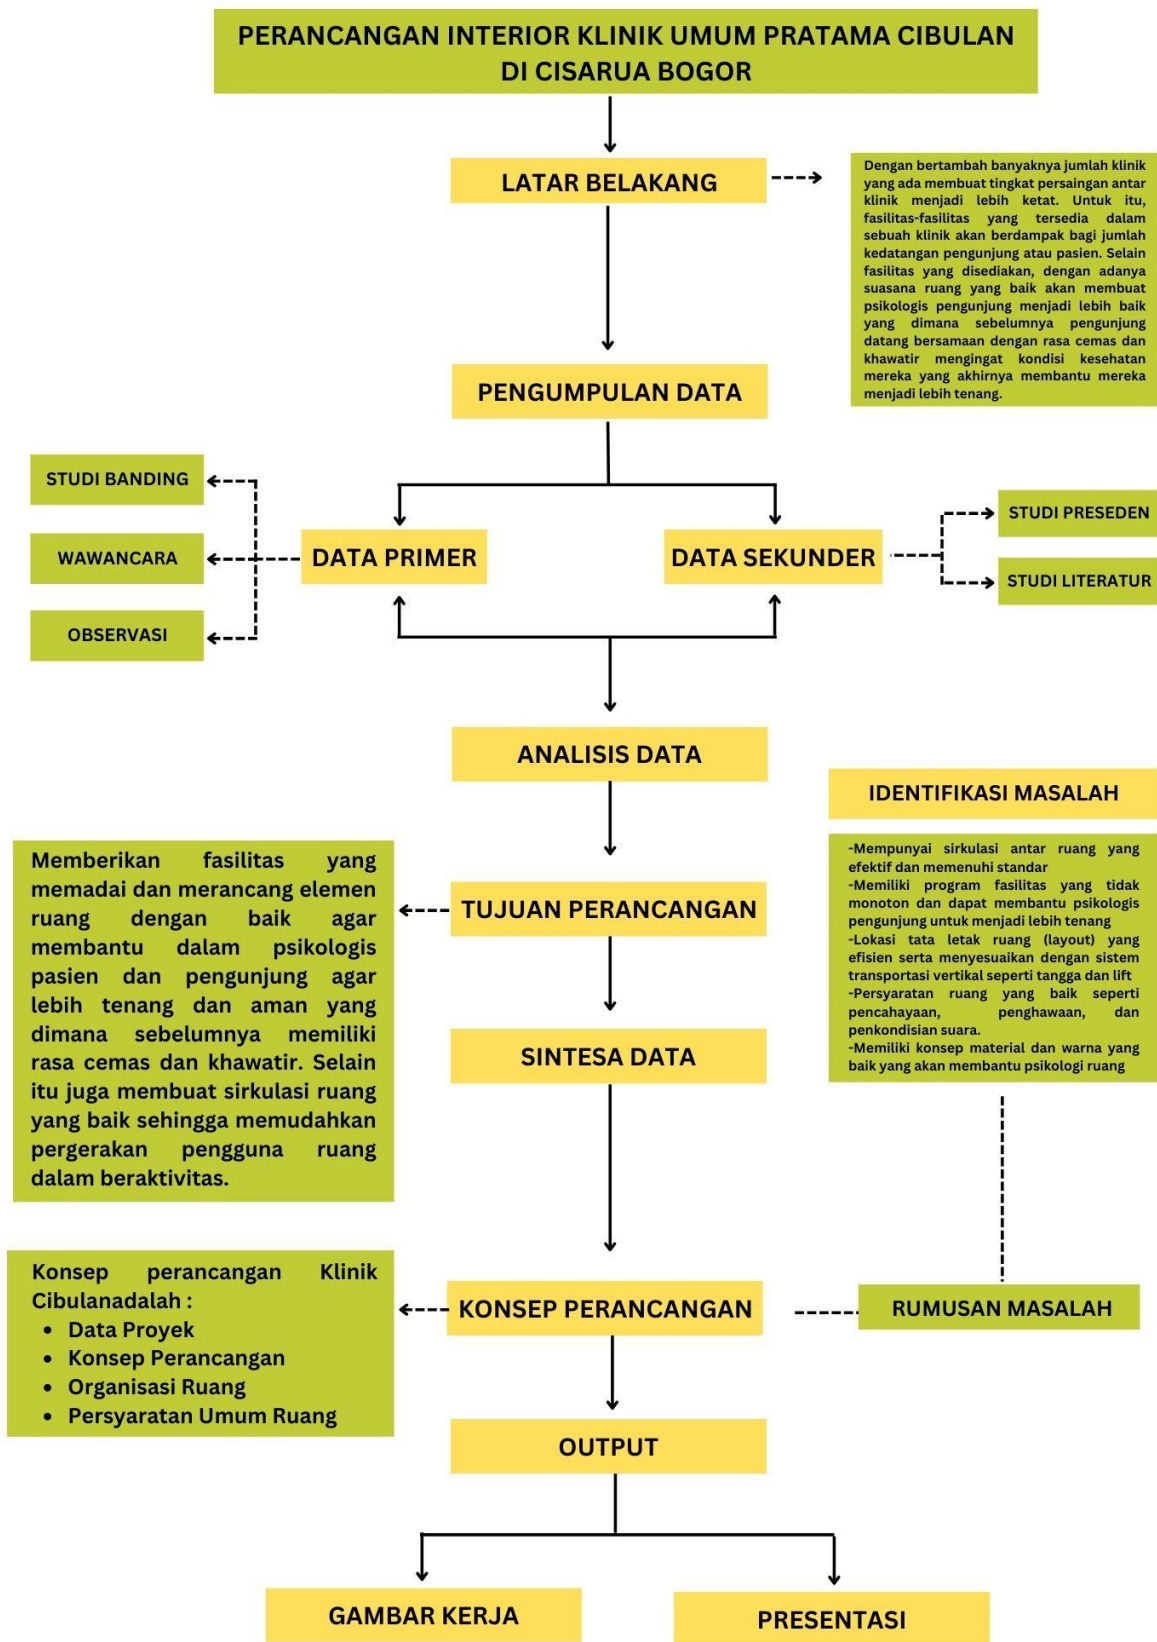 PERANCANGAN INTERIOR KLINIK UMUM PRATAMA CIBULAN
DI CISARUA BOGOR
LATAR BELAKANG
Dengan bertambah banyaknya jumlah klinik
yang ada membuat tingkat persaingan antar
klinik menjadi lebih ketat. Untuk itu,
fasilitas-fasilitas yang tersedia dalam
sebuah klinik akan berdampak bagi jumlah
kedatangan pengunjung atau pasien. Selain
fasilitas yang disediakan, dengan adanya
suasana ruang yang baik akan membuat
psikologis pengunjung menjadi lebih baik
yang dimana sebelumnya pengunjung
datang bersamaan dengan rasa cemas dan
khawatir mengingat kondisi kesehatan
mereka yang akhirnya membantu mereka
menjadi lebih tenang.
PENGUMPULAN DATA
STUDI BANDING
WAWANCARA
OBSERVASI
DATA PRIMER
DATA SEKUNDER
STUDI PRESEDEN
STUDI LITERATUR
ANALISIS DATA
IDENTIFIKASI MASALAH
-Mempunyai sirkulasi antar ruang yang
efektif dan memenuhi standar
-Memiliki program fasilitas yang tidak
monoton dan dapat membantu psikologis
pengunjung untuk menjadi lebih tenang
-Lokasi tata letak ruang (layout) yang
efisien serta menyesuaikan dengan sistem
transportasi vertikal seperti tangga dan lift
-Persyaratan ruang yang baik seperti
pencahayaan, penghawaan, dan
penkondisian suara.
-Memiliki konsep material dan warna yang
baik yang akan membantu psikologi ruang
Memberikan fasilitas yang
memadai dan merancang elemen
ruang dengan baik agar
membantu dalam psikologis
pasien dan pengunjung agar
lebih tenang dan aman yang
dimana sebelumnya memiliki
rasa cemas dan khawatir. Selain
itu juga membuat sirkulasi ruang
yang baik sehingga memudahkan
pergerakan pengguna ruang
dalam beraktivitas.
TUJUAN PERANCANGAN
SINTESA DATA
Konsep perancangan Klinik
Cibulanadalah :
• Data Proyek
• Konsep Perancangan
• Organisasi Ruang
• Persyaratan Umum Ruang
KONSEP PERANCANGAN
RUMUSAN MASALAH
OUTPUT
GAMBAR KERJA
PRESENTASI